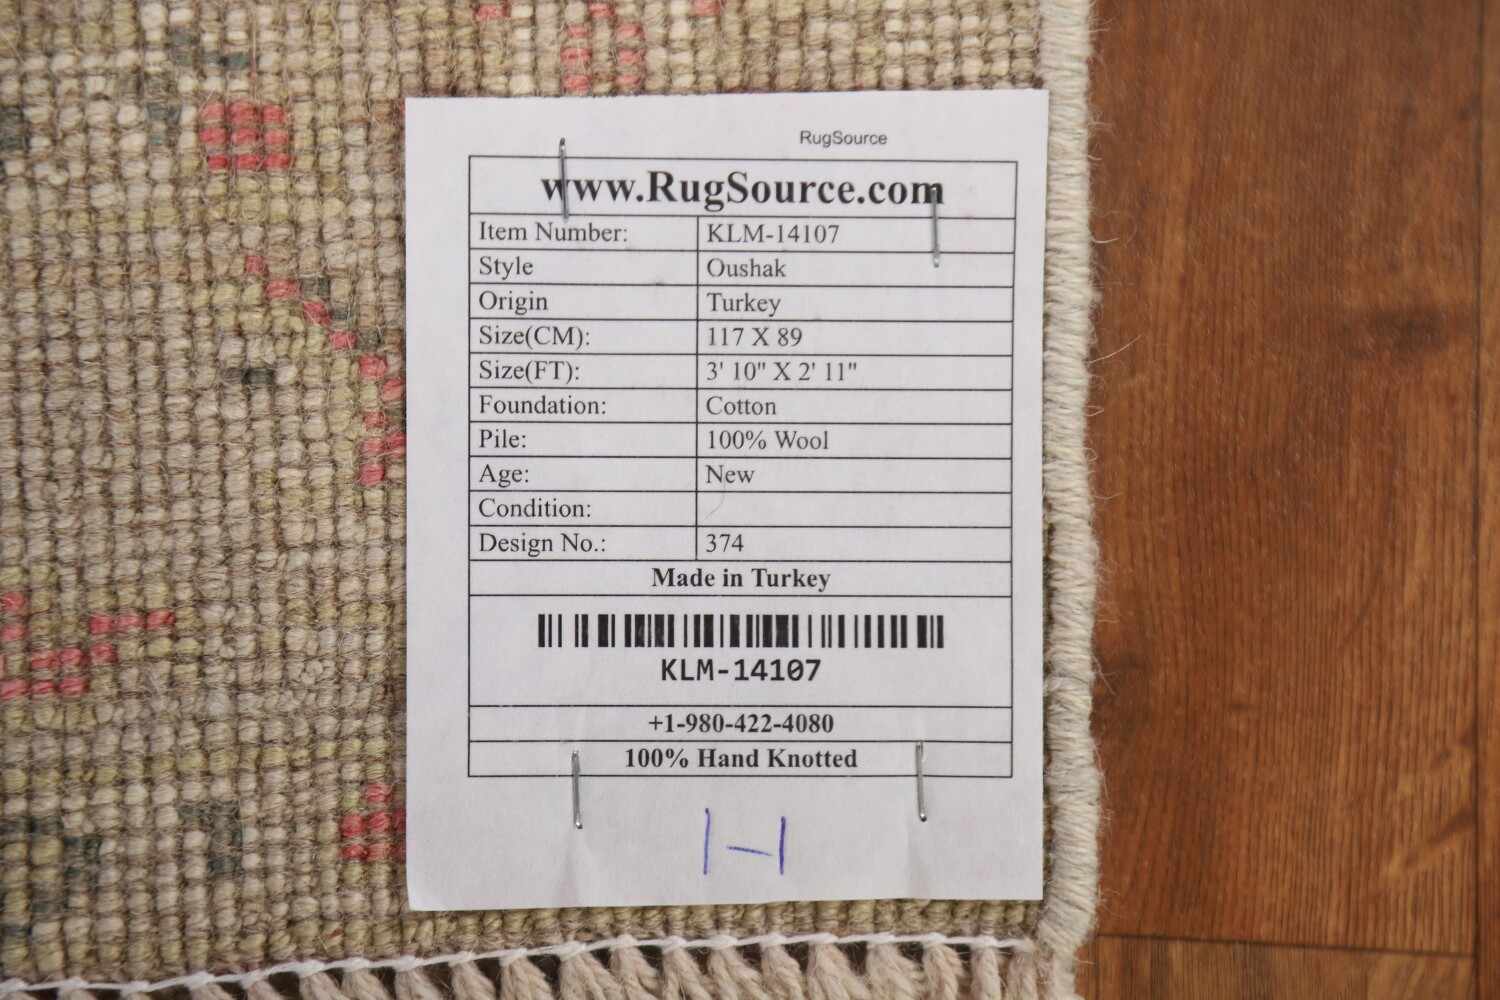 RugSource
www.RugSource.com
Item Number: KLM-14107
Style Oushak
Origin Turkey
Size(CM): 117 X 89
Size(FT): 3' 10" X 2' 11"
Foundation: Cotton
Pile: 100% Wool
Age: New
Condition:
Design No.: 374
Made in Turkey
KLM-14107
+1-980-422-4080
100% Hand Knotted
1-1